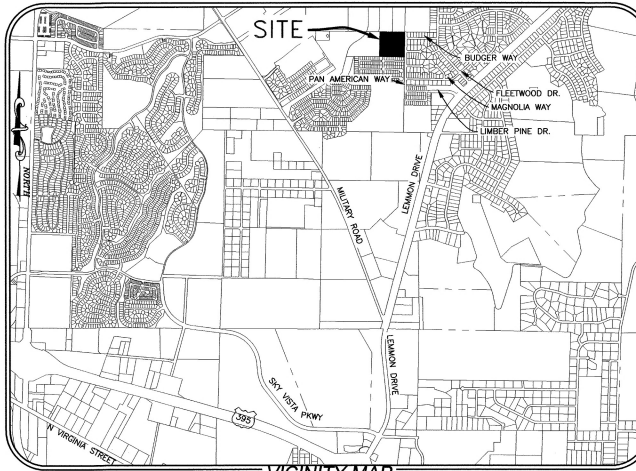 SITE
BUDGER WAY
PAN AMERICAN WAY
FLEETWOOD DR.
MAGNOLIA WAY
LIMBER PINE DR.
NORTH
MILITARY ROAD
LEMMON DRIVE
LEMMON DRIVE
SKY VISTA PKWY
395
N VIRGINIA STREET
VICINITY MAP